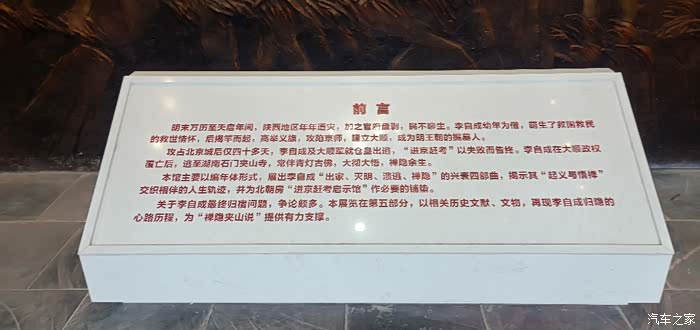 前言
明末万历至天启年间，陕西地区年年遭灾，加之官府盘剥，民不聊生。李自成幼年为僧，萌生了救国救民
的救世情怀，后揭竿而起，高举义旗，攻陷京师，建立大顺，成为明王朝的掘墓人。
攻占北京城后仅四十多天，李自成及大顺军就仓皇出逃，“进京赶考”以失败而告终。李自成在大顺政权
覆亡后，逃至湖南石门夹山寺，常伴青灯古佛，大彻大悟，禅隐余生。
本馆主要以编年体形式，展出李自成“出家、灭明、溃逃、禅隐”的兴衰四部曲，揭示其“起义与儒禅”
交织相伴的人生轨迹，并为北朝房“进京赶考启示馆”作必要的铺垫。
关于李自成最终归宿问题，争论颇多。本展览在第五部分，以相关历史文献、文物，再现李自成归隐的
心路历程，为“禅隐夹山说”提供有力支撑。
汽车之家